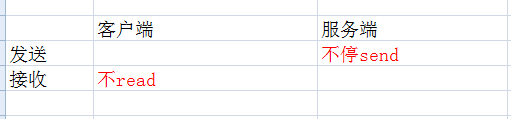 客户端 服务端
发送 不停send
接收 不read